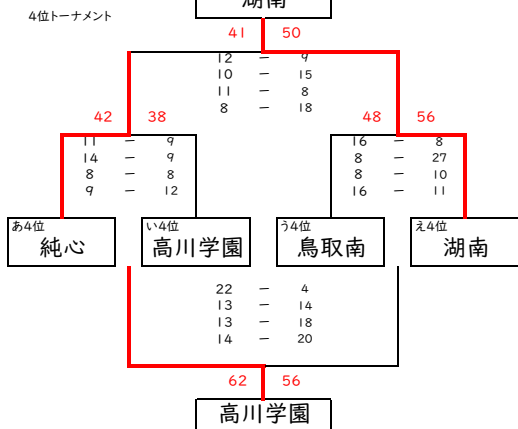 湖南
4位トーナメント
41 50
12 - 9
10 - 15
11 - 8
8 - 18
42 38
11 - 9
14 - 9
8 - 8
9 - 12
48 56
16 - 8
8 - 27
8 - 10
16 - 11
あ4位
純心
い4位
高川学園
う4位
鳥取南
え4位
湖南
22 - 4
13 - 14
13 - 18
14 - 20
62 56
高川学園